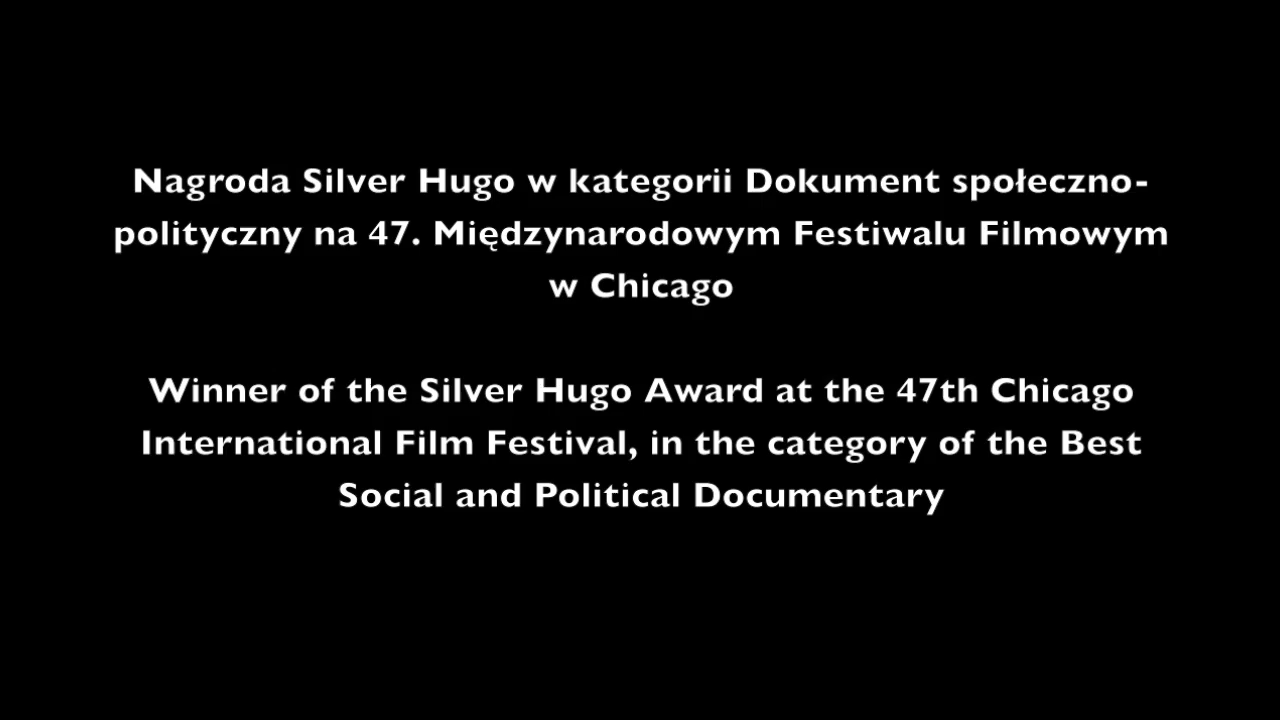 Nagroda Silver Hugo w kategorii Dokument społeczno-
polityczny na 47. Międzynarodowym Festiwalu Filmowym
w Chicago
Winner of the Silver Hugo Award at the 47th Chicago
International Film Festival, in the category of the Best
Social and Political Documentary